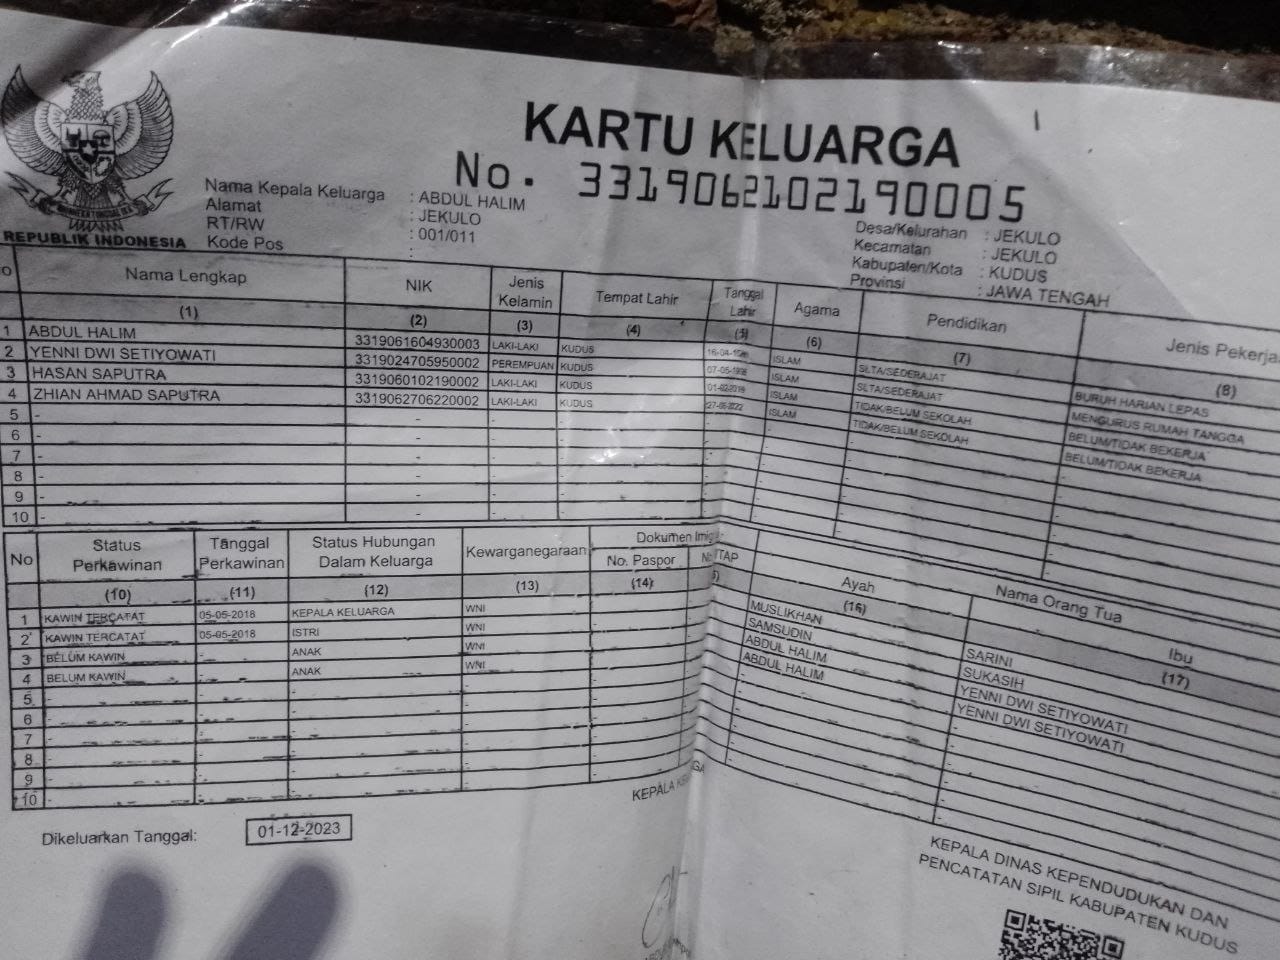 KARTU KELUARGA
No. 3319062102190005
REPUBLIK INDONESIA
Nama Kepala Keluarga : ABDUL HALIM
Alamat : JEKULO
RT/RW : 001/011
Kode Pos :
Desa/Kelurahan : JEKULO
Kecamatan : JEKULO
Kabupaten/Kota : KUDUS
Provinsi : JAWA TENGAH
Nama Lengkap NIK Jenis Kelamin Tempat Lahir Tanggal Lahir Agama Pendidikan Jenis
(1) (2) (3) (4) (5) (6) (7) (8)
1 ABDUL HALIM 3319061604930003 LAKI-LAKI KUDUS ISLAM SLTA/SEDERAJAT BURUH HARIAN LEPAS
2 YENNI DWI SETIYOWATI 3319024705950002 PEREMPUAN KUDUS ISLAM SLTA/SEDERAJAT MENGURUS RUMAH TANGGA
3 HASAN SAPUTRA 3319060102190002 LAKI-LAKI KUDUS 01-02-2019 ISLAM TIDAK/BELUM SEKOLAH BELUM/TIDAK BEKERJA
4 ZHIAN AHMAD SAPUTRA 3319062706220002 LAKI-LAKI KUDUS 27-06-2022 ISLAM TIDAK/BELUM SEKOLAH BELUM/TIDAK BEKERJA
5 - - - -
6 - - - -
7 - - - -
8 - - - -
9 - - - -
10 - - - -
No Status Perkawinan Tanggal Perkawinan Status Hubungan Dalam Keluarga Kewarganegaraan Dokumen No. Paspor Nama Orang Tua Ayah Ibu
(10) (11) (12) (13) (14) (16) (17)
1 KAWIN TERCATAT 05-05-2018 KEPALA KELUARGA WNI MUSLIKHAN SARINI
2 KAWIN TERCATAT 05-05-2018 ISTRI WNI SAMSUDIN SUKASIH
3 BELUM KAWIN - ANAK WNI ABDUL HALIM YENNI DWI SETIYOWATI
4 BELUM KAWIN - ANAK WNI ABDUL HALIM YENNI DWI SETIYOWATI
5 - - - - - -
6 - - - - - -
7 - - - - - -
8 - - - - - -
9 - - - - - -
10 - - - - - -
Dikeluarkan Tanggal: 01-12-2023
KEPALA
KEPALA DINAS KEPENDUDUKAN DAN
PENCATATAN SIPIL KABUPATEN KUDUS